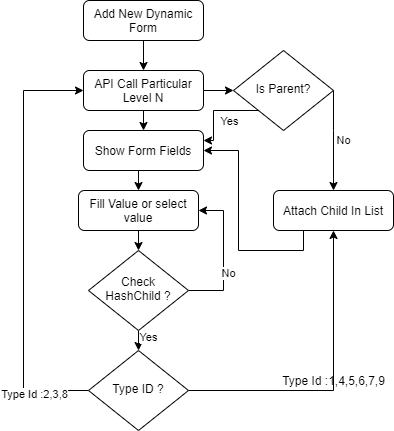 Add New Dynamic
Form
API Call Particular
Level N
Is Parent?
Yes
No
Show Form Fields
Fill Value or select
value
Attach Child In List
No
Check
HashChild ?
Yes
Type ID ?
Type Id :1,4,5,6,7,9
Type Id :2,3,8